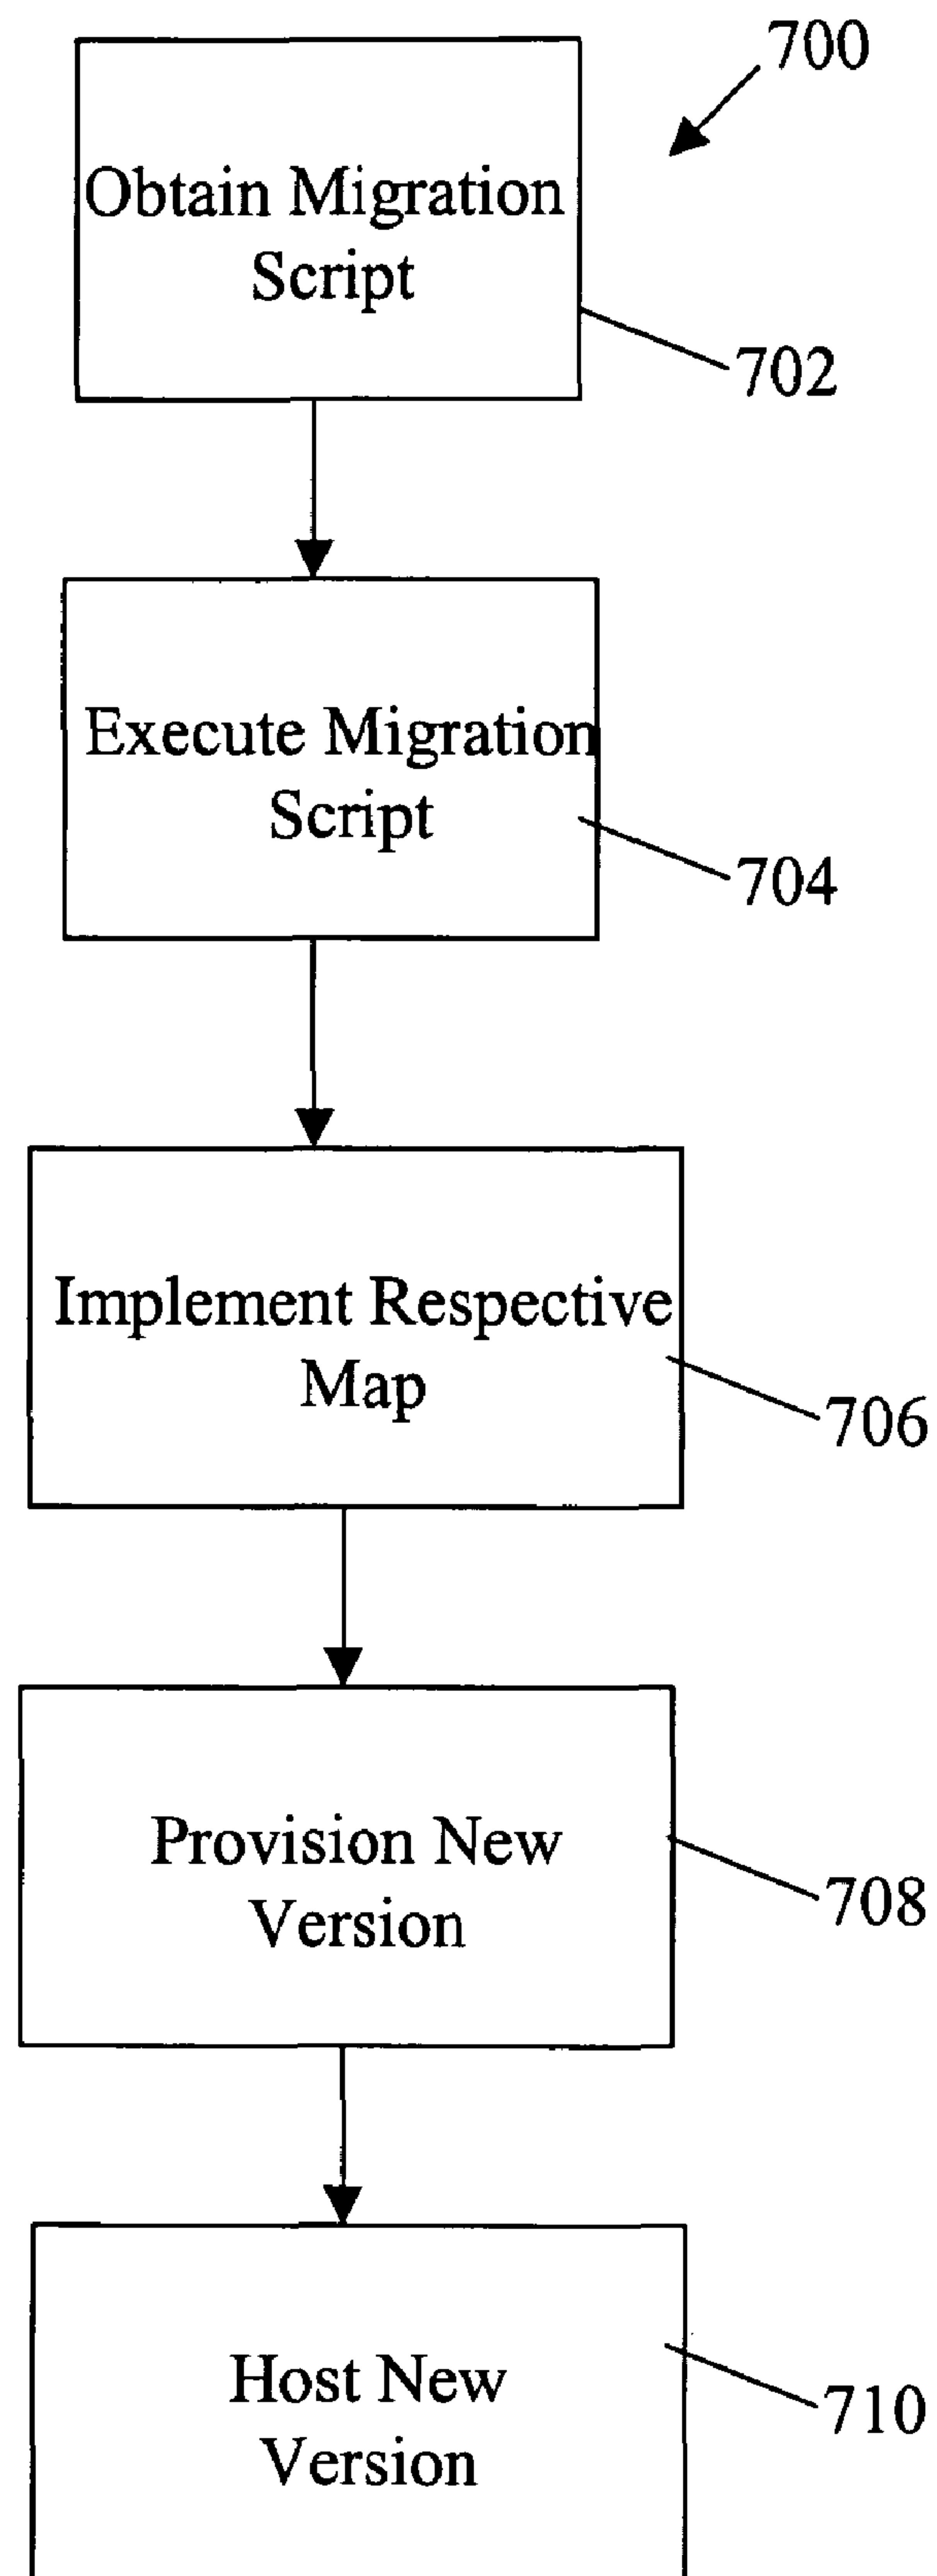 700
Obtain Migration
Script
702
Execute Migration
Script
704
Implement Respective
Map
706
Provision New
Version
708
Host New
Version
710